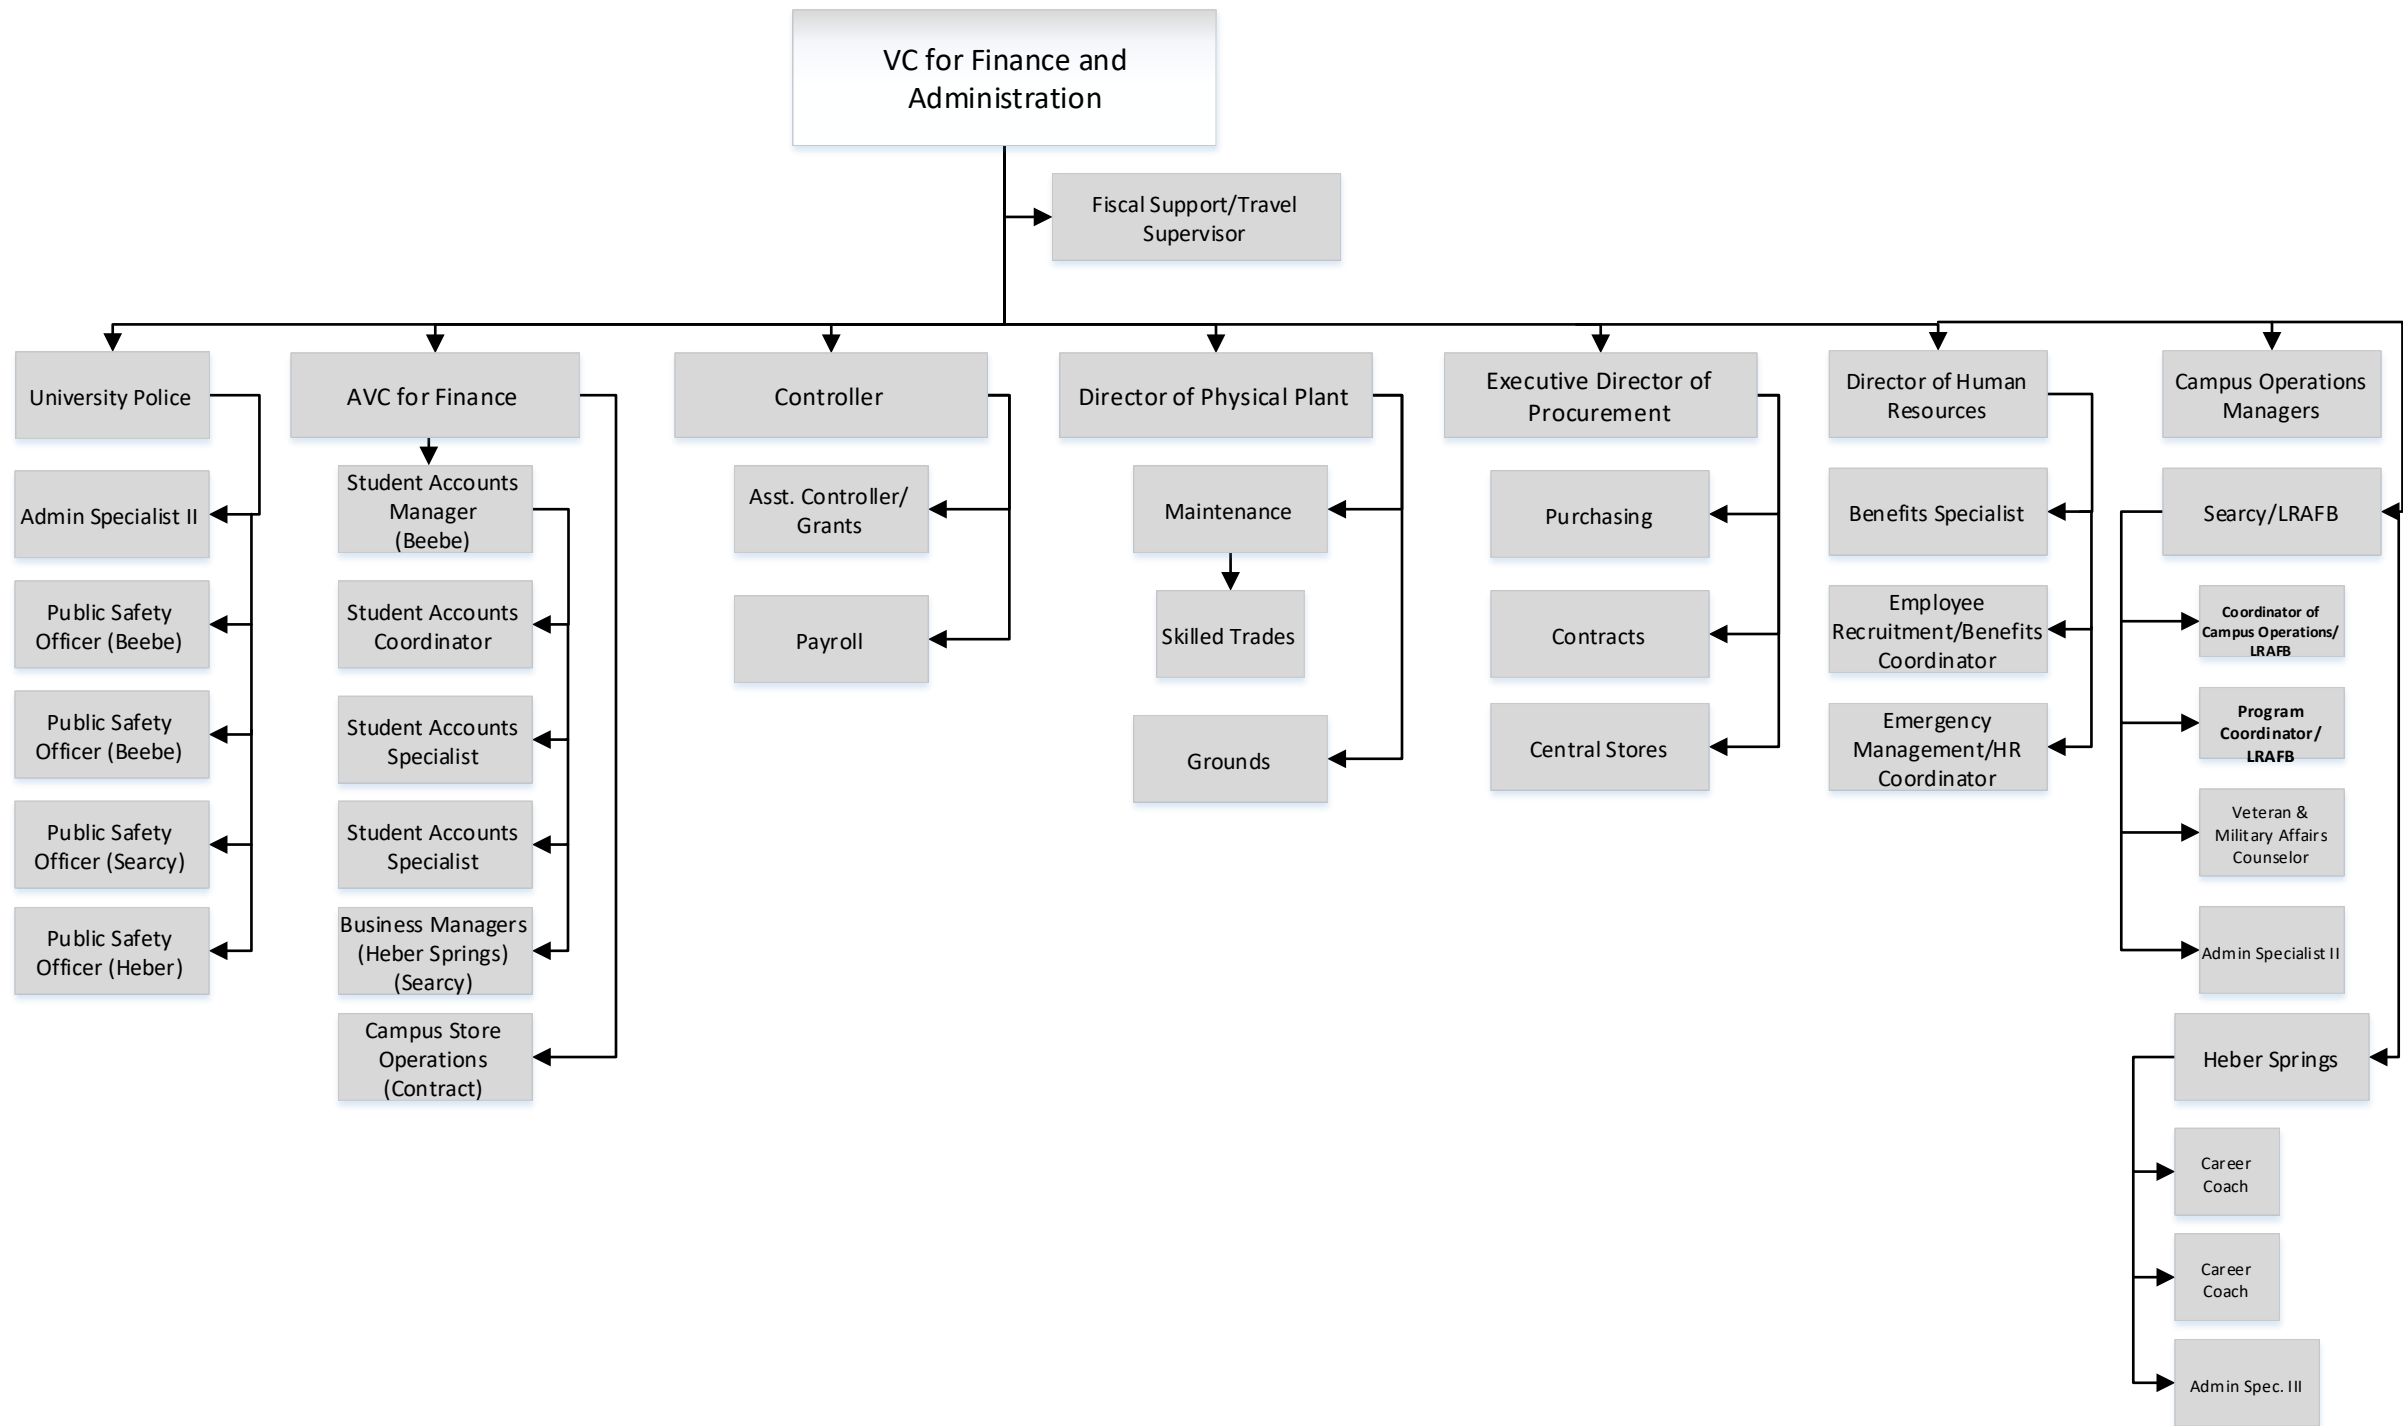 VC for Finance and
Administration
Fiscal Support/Travel
Supervisor
University Police
Admin Specialist II
Public Safety
Officer (Beebe)
Public Safety
Officer (Beebe)
Public Safety
Officer (Searcy)
Public Safety
Officer (Heber)
AVC for Finance
Student Accounts
Manager
(Beebe)
Student Accounts
Coordinator
Student Accounts
Specialist
Student Accounts
Specialist
Business Managers
(Heber Springs)
(Searcy)
Campus Store
Operations
(Contract)
Controller
Asst. Controller/
Grants
Payroll
Director of Physical Plant
Maintenance
Skilled Trades
Grounds
Executive Director of
Procurement
Purchasing
Contracts
Central Stores
Director of Human
Resources
Benefits Specialist
Employee
Recruitment/Benefits
Coordinator
Emergency
Management/HR
Coordinator
Campus Operations
Managers
Searcy/LRAFB
Coordinator of
Campus Operations/
LRAFB
Program
Coordinator/
LRAFB
Veteran &
Military Affairs
Counselor
Admin Specialist II
Heber Springs
Career
Coach
Career
Coach
Admin Spec. III